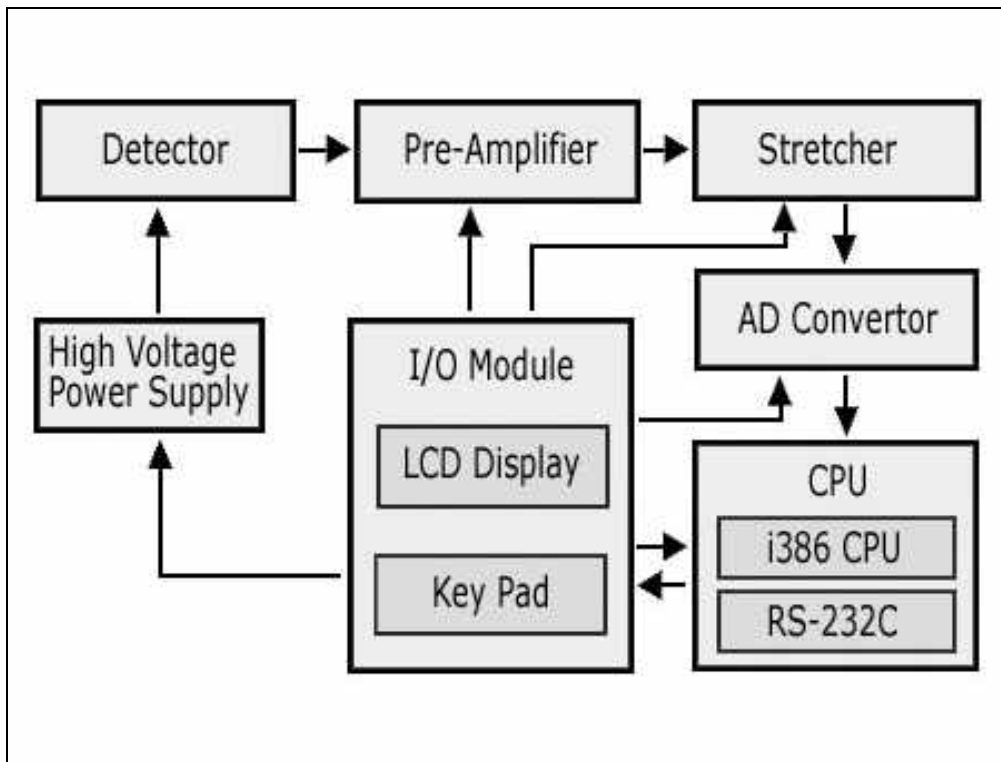 Detector
Pre-Amplifier
Stretcher
High Voltage
Power Supply
I/O Module
LCD Display
Key Pad
AD Convertor
CPU
i386 CPU
RS-232C